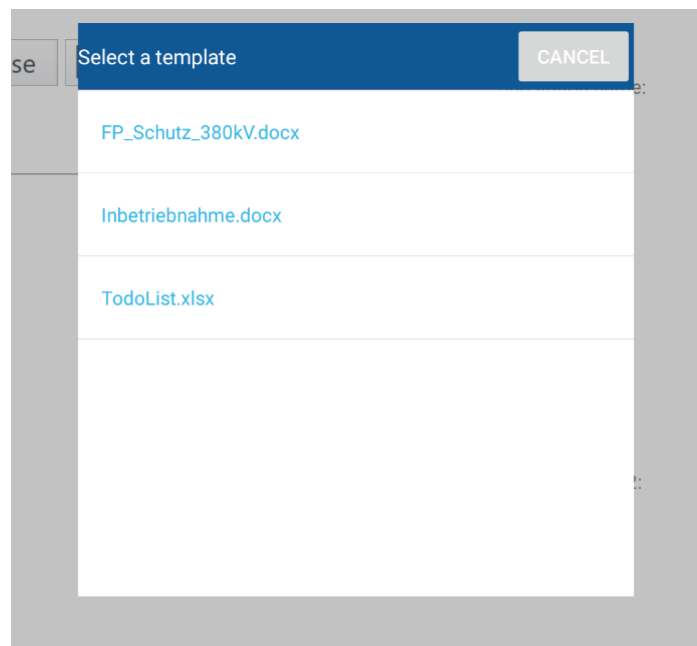 se
Select a template
CANCEL
FP_Schutz_380kV.docx
Inbetriebnahme.docx
TodoList.xlsx